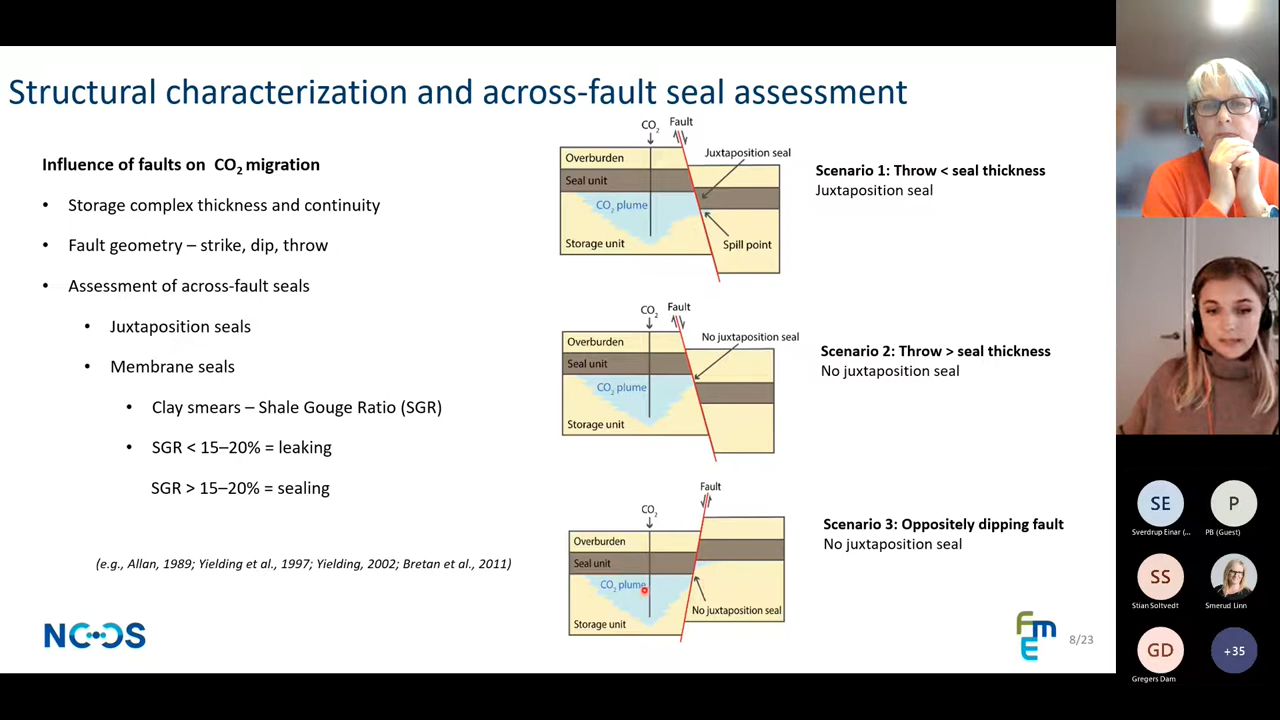 Structural characterization and across-fault seal assessment
Influence of faults on CO2 migration
• Storage complex thickness and continuity
• Fault geometry – strike, dip, throw
• Assessment of across-fault seals
• Juxtaposition seals
• Membrane seals
• Clay smears – Shale Gouge Ratio (SGR)
• SGR < 15–20% = leaking
SGR > 15–20% = sealing
(e.g., Allan, 1989; Yielding et al., 1997; Yielding, 2002; Bretan et al., 2011)
CO2
Fault
Overburden
Juxtaposition seal
Seal unit
CO2 plume
Storage unit
Spill point
Scenario 1: Throw < seal thickness
Juxtaposition seal
CO2
Fault
Overburden
No juxtaposition seal
Seal unit
CO2 plume
Storage unit
Scenario 2: Throw > seal thickness
No juxtaposition seal
Fault
CO2
Overburden
Seal unit
CO2 plume
No juxtaposition seal
Storage unit
Scenario 3: Oppositely dipping fault
No juxtaposition seal
NCCS
FME
8/23
SE
P
Sverdrup Einar (...
PB (Guest)
SS
Stian Soltvedt
Smerud Linn
GD
+35
Gregers Dam